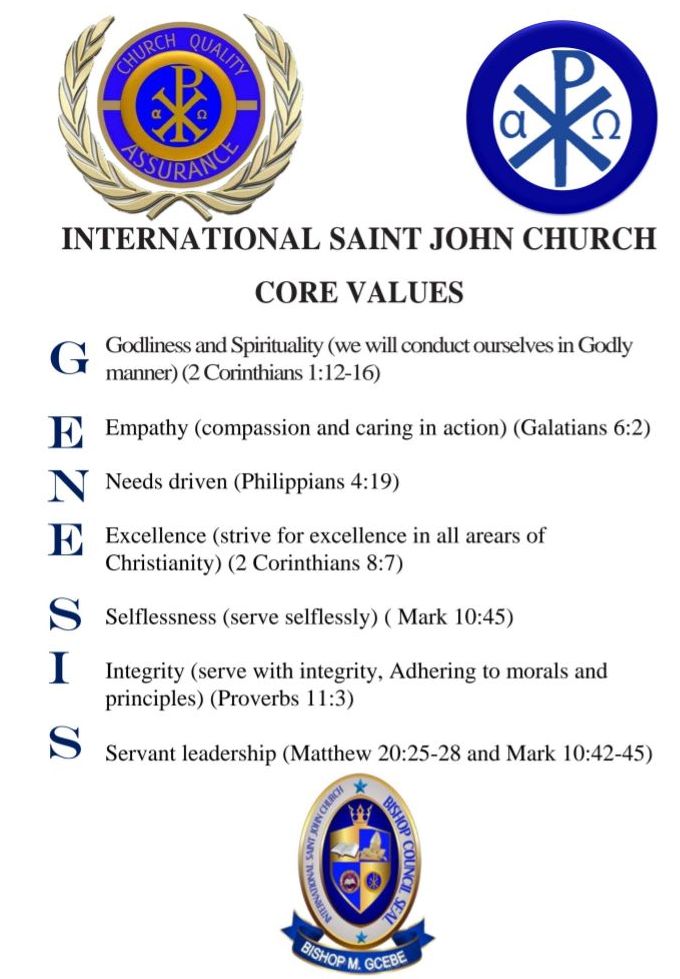 CHURCH QUALITY
ASSURANCE
α Ω
α Ω
INTERNATIONAL SAINT JOHN CHURCH
CORE VALUES
G Godliness and Spirituality (we will conduct ourselves in Godly
manner) (2 Corinthians 1:12-16)
E Empathy (compassion and caring in action) (Galatians 6:2)
N Needs driven (Philippians 4:19)
E Excellence (strive for excellence in all arears of
Christianity) (2 Corinthians 8:7)
S Selflessness (serve selflessly) ( Mark 10:45)
I Integrity (serve with integrity, Adhering to morals and
principles) (Proverbs 11:3)
S Servant leadership (Matthew 20:25-28 and Mark 10:42-45)
INTERNATIONAL SAINT JOHN CHURCH
BISHOP COUNCIL SEAL
BISHOP M. GCEBE